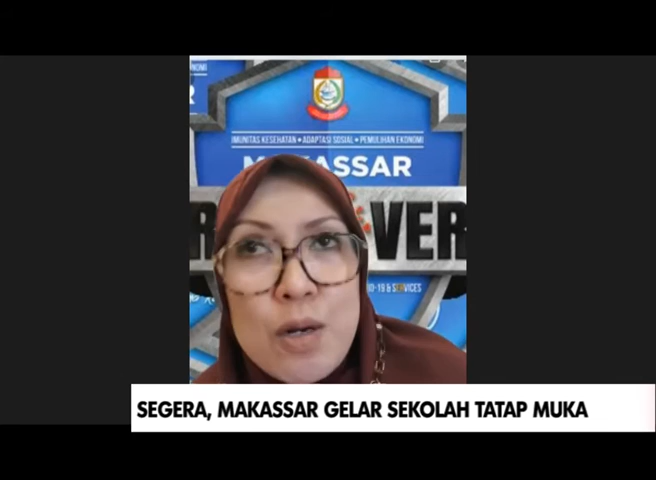 IMUNITAS KESEHATAN • ADAPTASI SOSIAL • PEMULIHAN EKONOMI
MAKASSAR
VER
SEGERA, MAKASSAR GELAR SEKOLAH TATAP MUKA